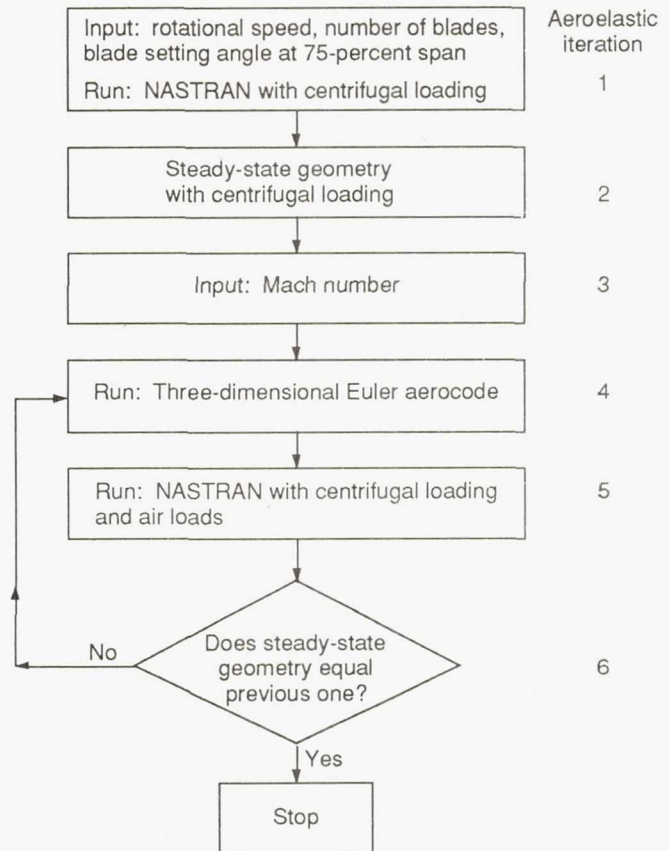 Input: rotational speed, number of blades,
blade setting angle at 75-percent span
Run: NASTRAN with centrifugal loading
Aeroelastic
iteration
1
Steady-state geometry
with centrifugal loading
2
Input: Mach number
3
Run: Three-dimensional Euler aerocode
4
Run: NASTRAN with centrifugal loading
and air loads
5
Does steady-state
geometry equal
previous one?
6
No
Yes
Stop